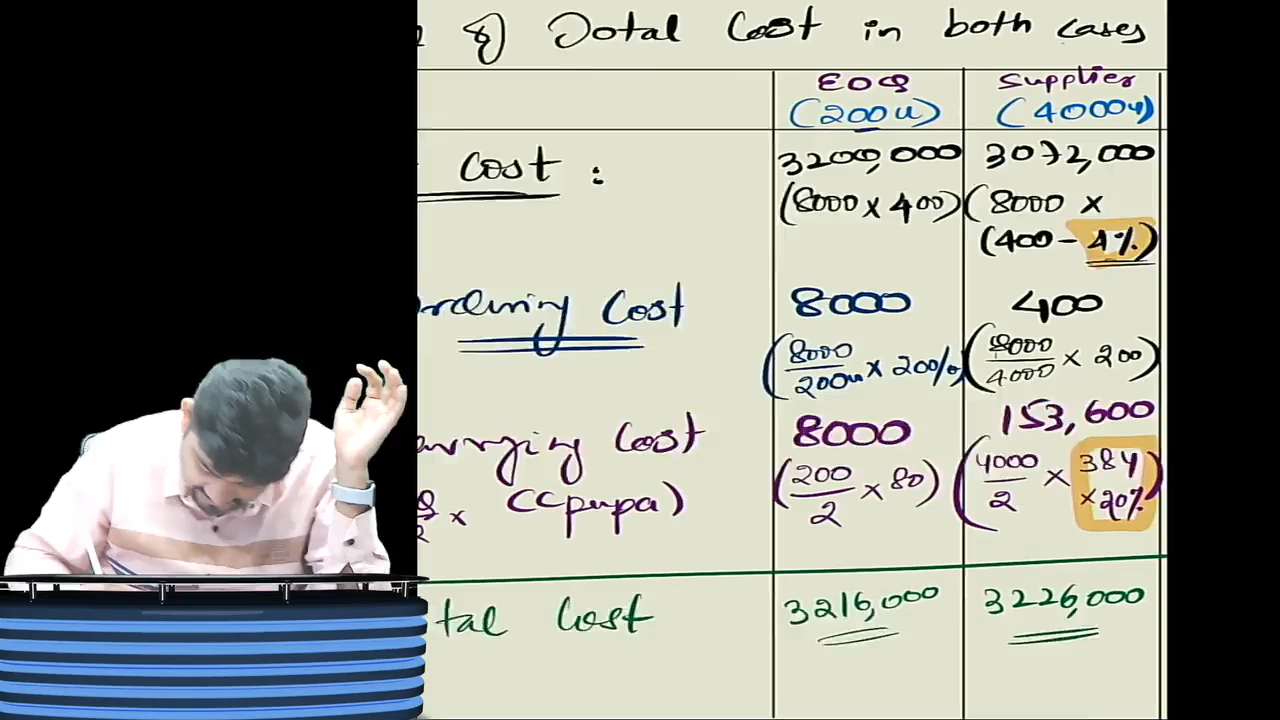 of Total Cost in both cases
EOQ Supplier
(200u) (4000u)
Cost : 3200,000 3072,000
(8000 x 400) (8000 x
(400 - 4%)
Cost 8000 400
(8000/200u x 200/o) (8000/4000 x 200)
153,600
Cost 8000
(200/2 x 80) (4000/2 x 384
x (Cpupa) x 20%)
Cost 3216,000 3226,000